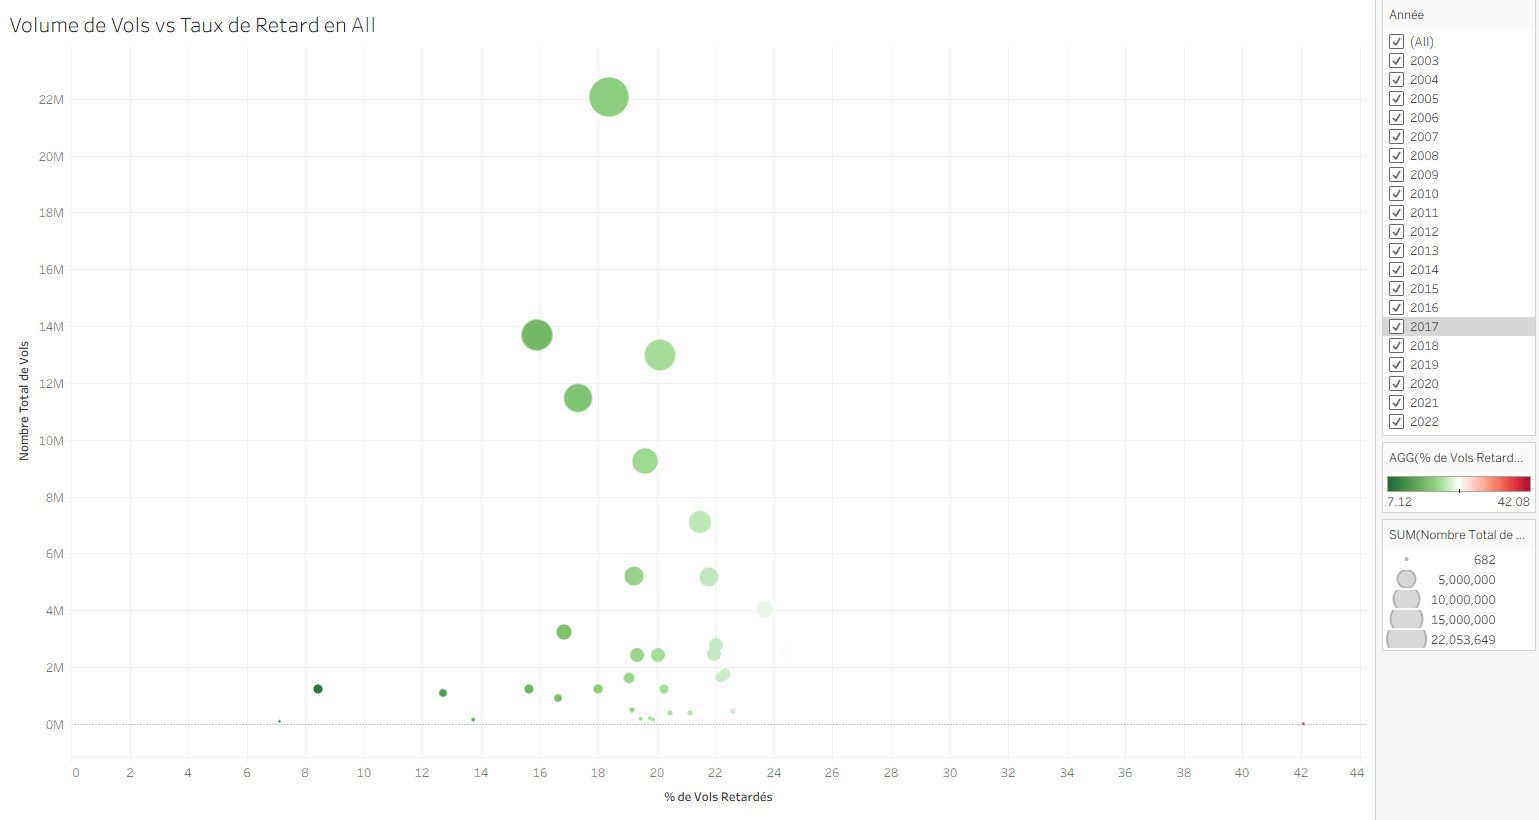 Volume de Vols vs Taux de Retard en All
22M
20M
18M
16M
14M
12M
10M
8M
6M
4M
2M
0M
Nombre Total de Vols
0 2 4 6 8 10 12 14 16 18 20 22 24 26 28 30 32 34 36 38 40 42 44
% de Vols Retardés
Année
(All)
2003
2004
2005
2006
2007
2008
2009
2010
2011
2012
2013
2014
2015
2016
2017
2018
2019
2020
2021
2022
AGG(% de Vols Retard...
7.12 42.08
SUM(Nombre Total de ...
682
5,000,000
10,000,000
15,000,000
22,053,649